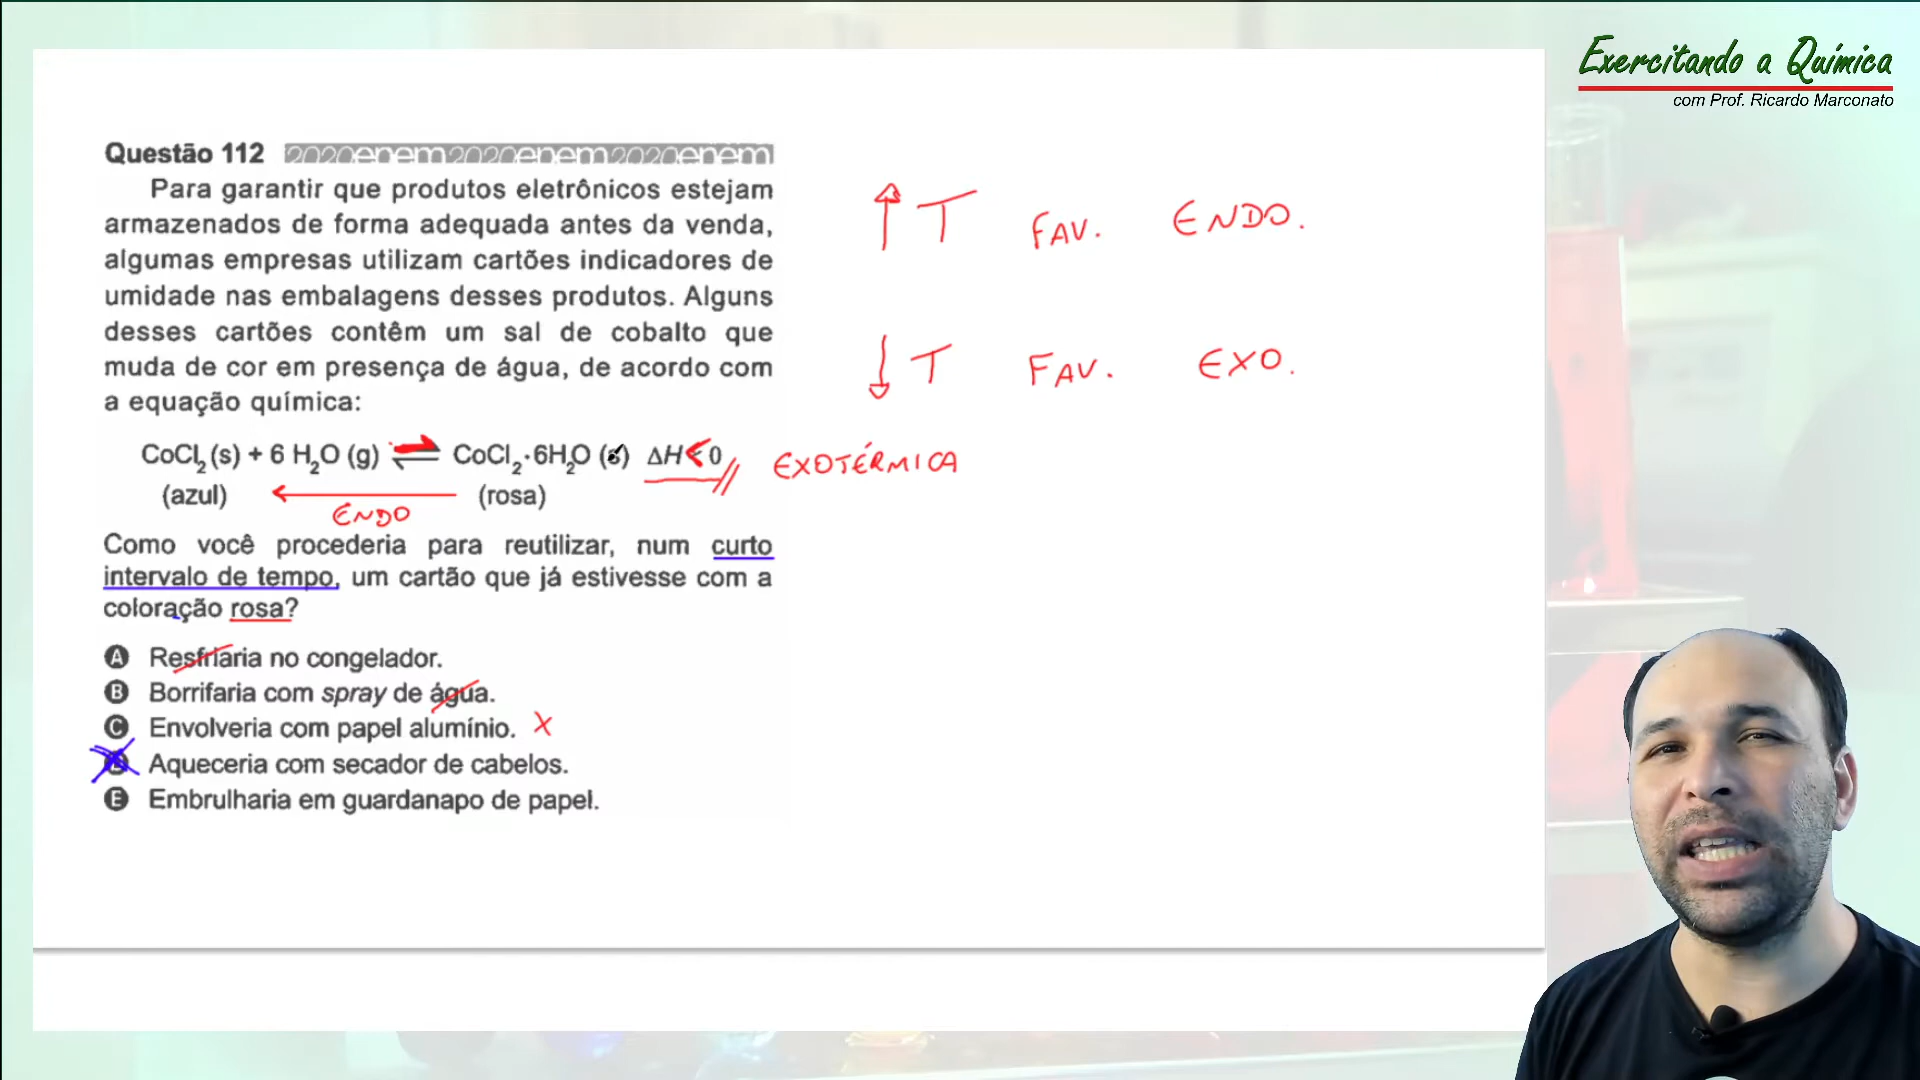 Exercitando a Química
com Prof. Ricardo Marconato
Questão 112 2020enem2020enem2020enem
Para garantir que produtos eletrônicos estejam
armazenados de forma adequada antes da venda,
algumas empresas utilizam cartões indicadores de
umidade nas embalagens desses produtos. Alguns
desses cartões contêm um sal de cobalto que
muda de cor em presença de água, de acordo com
a equação química:
CoCl₂ (s) + 6 H₂O (g) ⇌ CoCl₂·6H₂O (s) ΔH < 0 EXOTÉRMICA
(azul) (rosa)
ENDO
Como você procederia para reutilizar, num curto
intervalo de tempo, um cartão que já estivesse com a
coloração rosa?
A Resfriaria no congelador.
B Borrifaria com spray de água.
C Envolveria com papel alumínio. X
D Aqueceria com secador de cabelos.
E Embrulharia em guardanapo de papel.
↑ T FAV. ENDO.
↓ T FAV. EXO.